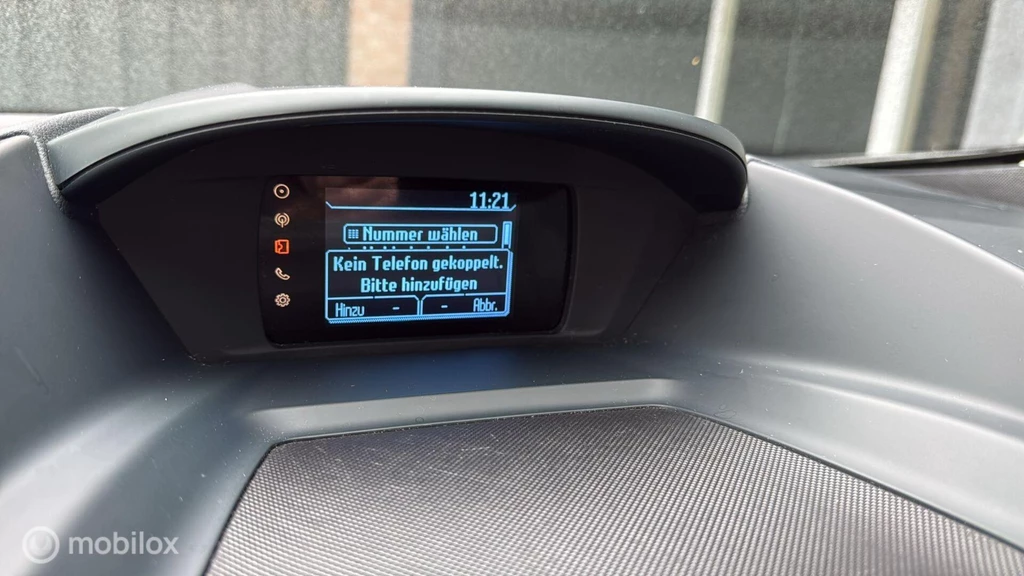 11:21
Nummer wählen
Kein Telefon gekoppelt.
Bitte hinzufügen
Hinzu - - Abbr.
mobilox